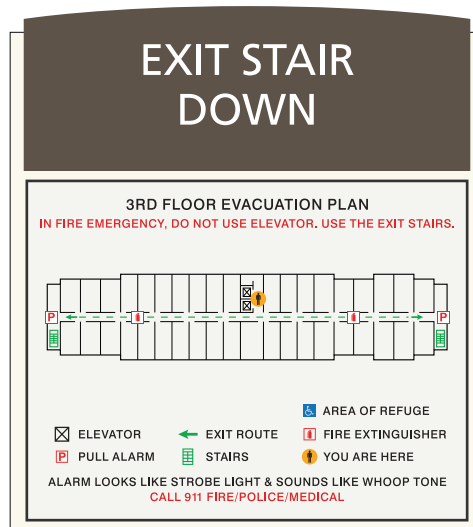 EXIT STAIR
DOWN
3RD FLOOR EVACUATION PLAN
IN FIRE EMERGENCY, DO NOT USE ELEVATOR. USE THE EXIT STAIRS.
P
P
AREA OF REFUGE
ELEVATOR
EXIT ROUTE
FIRE EXTINGUISHER
P PULL ALARM
STAIRS
YOU ARE HERE
ALARM LOOKS LIKE STROBE LIGHT & SOUNDS LIKE WHOOP TONE
CALL 911 FIRE/POLICE/MEDICAL